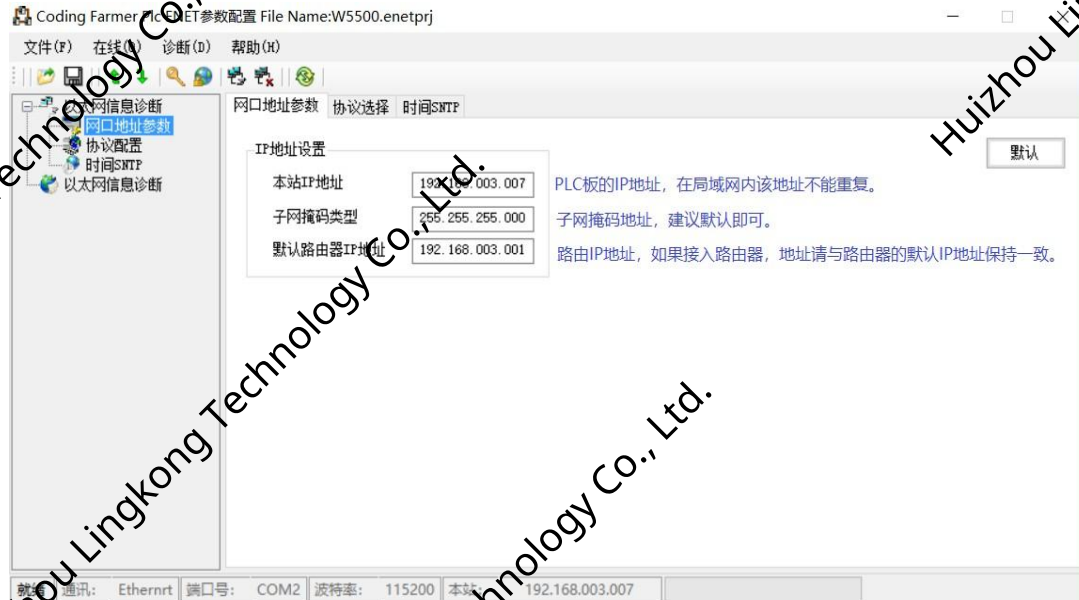 Coding Farmer Plc ENET参数配置 File Name:W5500.enetprj
文件(F) 在线(O) 诊断(D) 帮助(H)
以太网信息诊断
网口地址参数
协议配置
时间SNTP
以太网信息诊断
网口地址参数 协议选择 时间SNTP
默认
IP地址设置
本站IP地址 192.168.003.007 PLC板的IP地址，在局域网内该地址不能重复。
子网掩码类型 255.255.255.000 子网掩码地址，建议默认即可。
默认路由器IP地址 192.168.003.001 路由IP地址，如果接入路由器，地址请与路由器的默认IP地址保持一致。
就绪 通讯: Ethernrt 端口号: COM2 波特率: 115200 本站: 192.168.003.007
echnology Co.,
Huizhou Li
ou Lingkong Technology Co., Ltd.
hnology Co., Ltd.